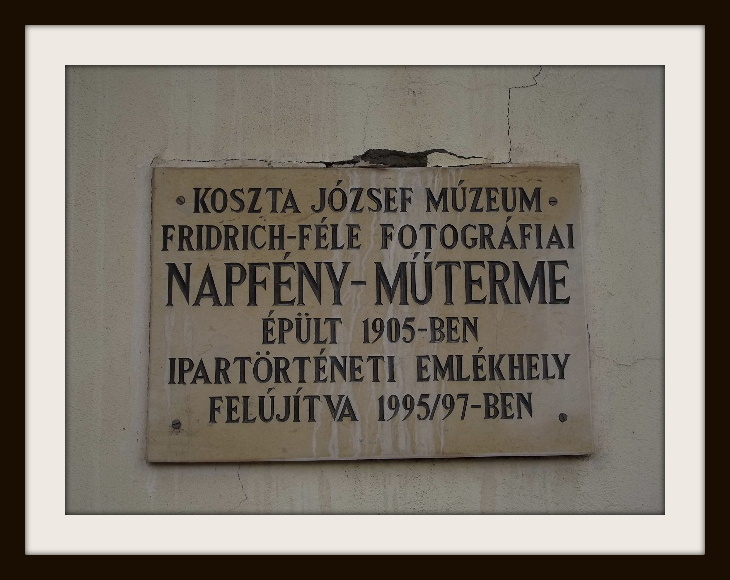 KOSZTA JÓZSEF MÚZEUM
FRIDRICH-FÉLE FOTOGRÁFIAI
NAPFÉNY-MŰTERME
ÉPÜLT 1905-BEN
IPARTÖRTÉNETI EMLÉKHELY
FELÚJÍTVA 1995/97-BEN